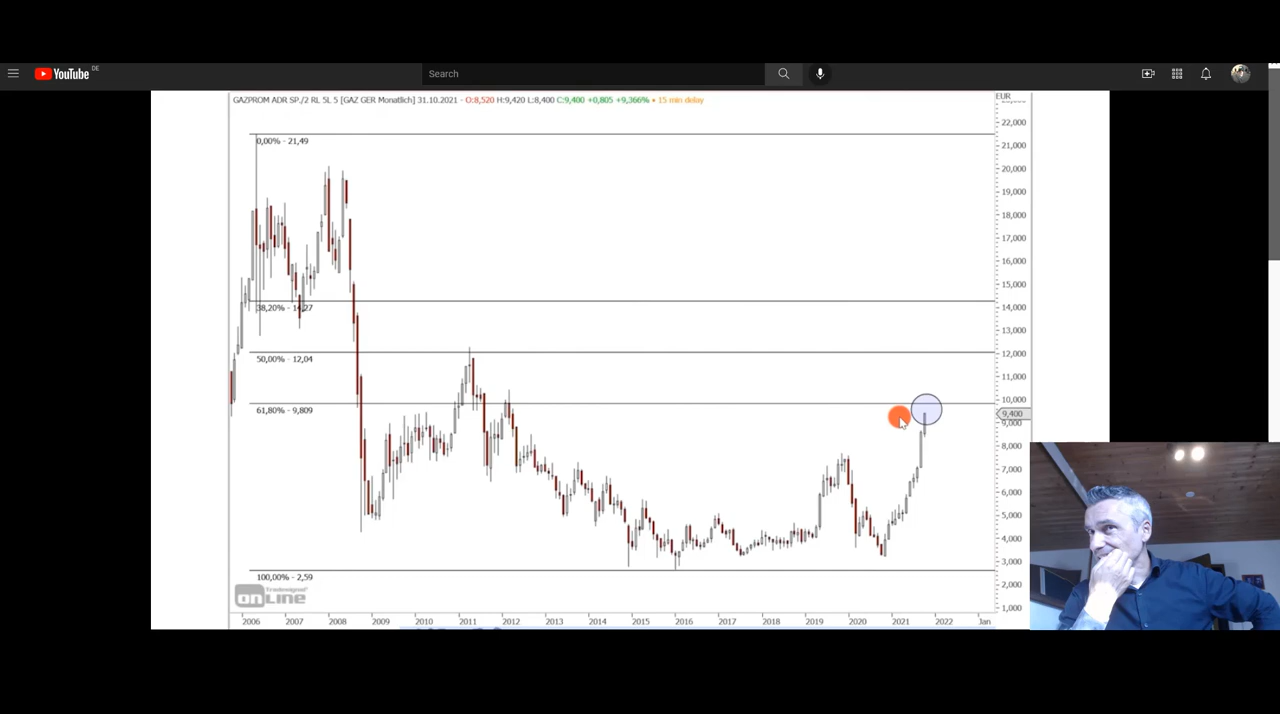 YouTube DE
Search
GAZPROM ADR SP./2 RL 5L 5 [GAZ GER Monatlich] 31.10.2021 - O:8,520 H:9,420 L:8,400 C:9,400 +0,805 +9,366% • 15 min delay
EUR
22,000
0,00% - 21,49
21,000
20,000
19,000
18,000
17,000
16,000
15,000
38,20% - 14,27
14,000
13,000
50,00% - 12,04
12,000
11,000
10,000
61,80% - 9,809
9,400
9,000
8,000
7,000
6,000
5,000
4,000
3,000
100,00% - 2,59
2,000
Tradesignal
onLINE
1,000
2006 2007 2008 2009 2010 2011 2012 2013 2014 2015 2016 2017 2018 2019 2020 2021 2022 Jan